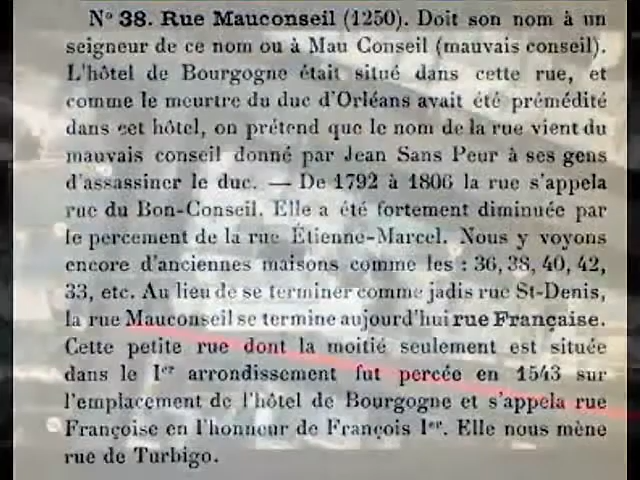 N° 38. Rue Mauconseil (1250). Doit son nom à un
seigneur de ce nom ou à Mau Conseil (mauvais conseil).
L'hôtel de Bourgogne était situé dans cette rue, et
comme le meurtre du duc d'Orléans avait été prémédité
dans cet hôtel, on prétend que le nom de la rue vient du
mauvais conseil donné par Jean Sans Peur à ses gens
d'assassiner le duc. — De 1792 à 1806 la rue s'appela
rue du Bon-Conseil. Elle a été fortement diminuée par
le percement de la rue Étienne-Marcel. Nous y voyons
encore d'anciennes maisons comme les : 36, 38, 40, 42,
33, etc. Au lieu de se terminer comme jadis rue St-Denis,
la rue Mauconseil se termine aujourd'hui rue Française.
Cette petite rue dont la moitié seulement est située
dans le Ier arrondissement fut percée en 1543 sur
l'emplacement de l'hôtel de Bourgogne et s'appela rue
Françoise en l'honneur de François Ier. Elle nous mène
rue de Turbigo.